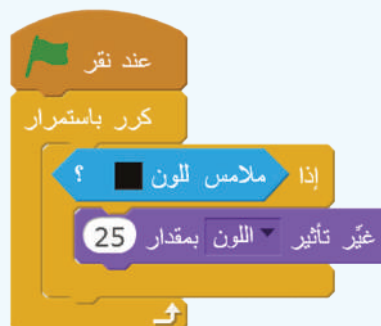 عند نقر
كرر باستمرار
إذا ملامس للون ؟
غيّر تأثير اللون بمقدار 25